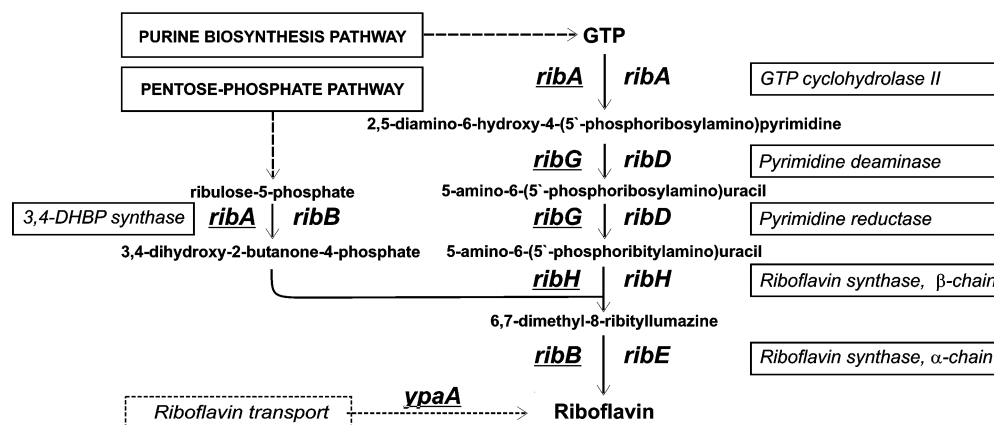 PURINE BIOSYNTHESIS PATHWAY
GTP
PENTOSE-PHOSPHATE PATHWAY
ribA ribA
GTP cyclohydrolase II
2,5-diamino-6-hydroxy-4-(5`-phosphoribosylamino)pyrimidine
ribG ribD
Pyrimidine deaminase
ribulose-5-phosphate
5-amino-6-(5`-phosphoribosylamino)uracil
3,4-DHBP synthase
ribA ribB
ribG ribD
Pyrimidine reductase
3,4-dihydroxy-2-butanone-4-phosphate
5-amino-6-(5`-phosphoribitylamino)uracil
ribH ribH
Riboflavin synthase, β-chain
6,7-dimethyl-8-ribityllumazine
ribB ribE
Riboflavin synthase, α-chain
Riboflavin transport
ypaA
Riboflavin